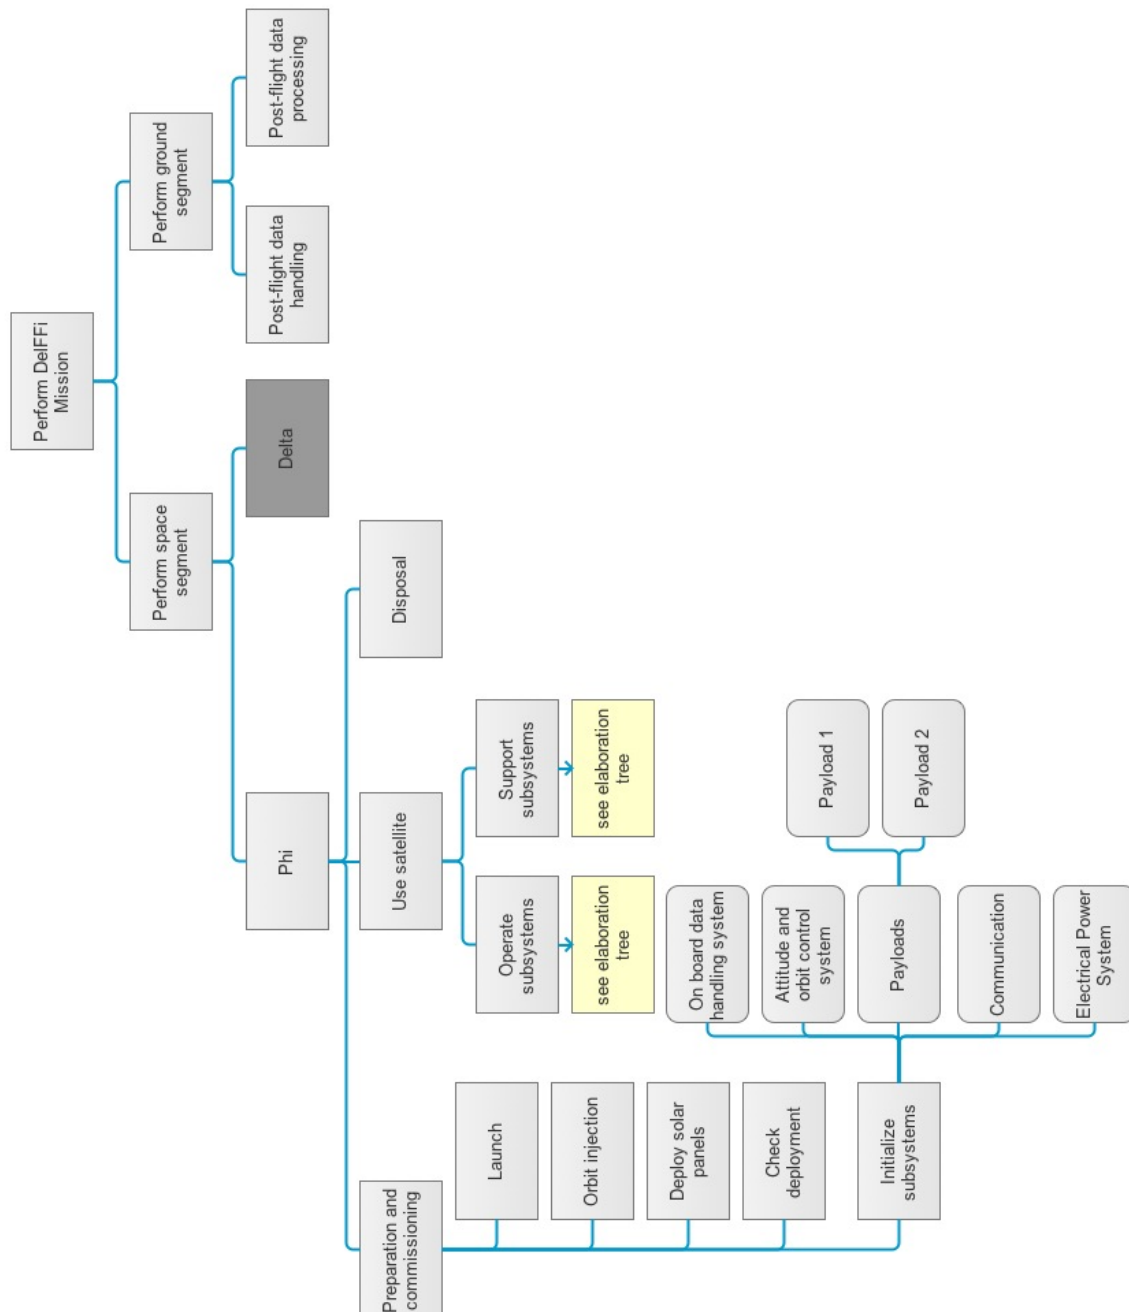 Perform DelFFi
Mission
Perform space
segment
Perform ground
segment
Phi
Delta
Post-flight data
handling
Post-flight data
processing
Preparation and
commissioning
Use satellite
Disposal
Launch
Orbit injection
Deploy solar
panels
Check
deployment
Initialize
subsystems
Operate
subsystems
see elaboration
tree
Support
subsystems
see elaboration
tree
On board data
handling system
Attitude and
orbit control
system
Payloads
Communication
Electrical Power
System
Payload 1
Payload 2